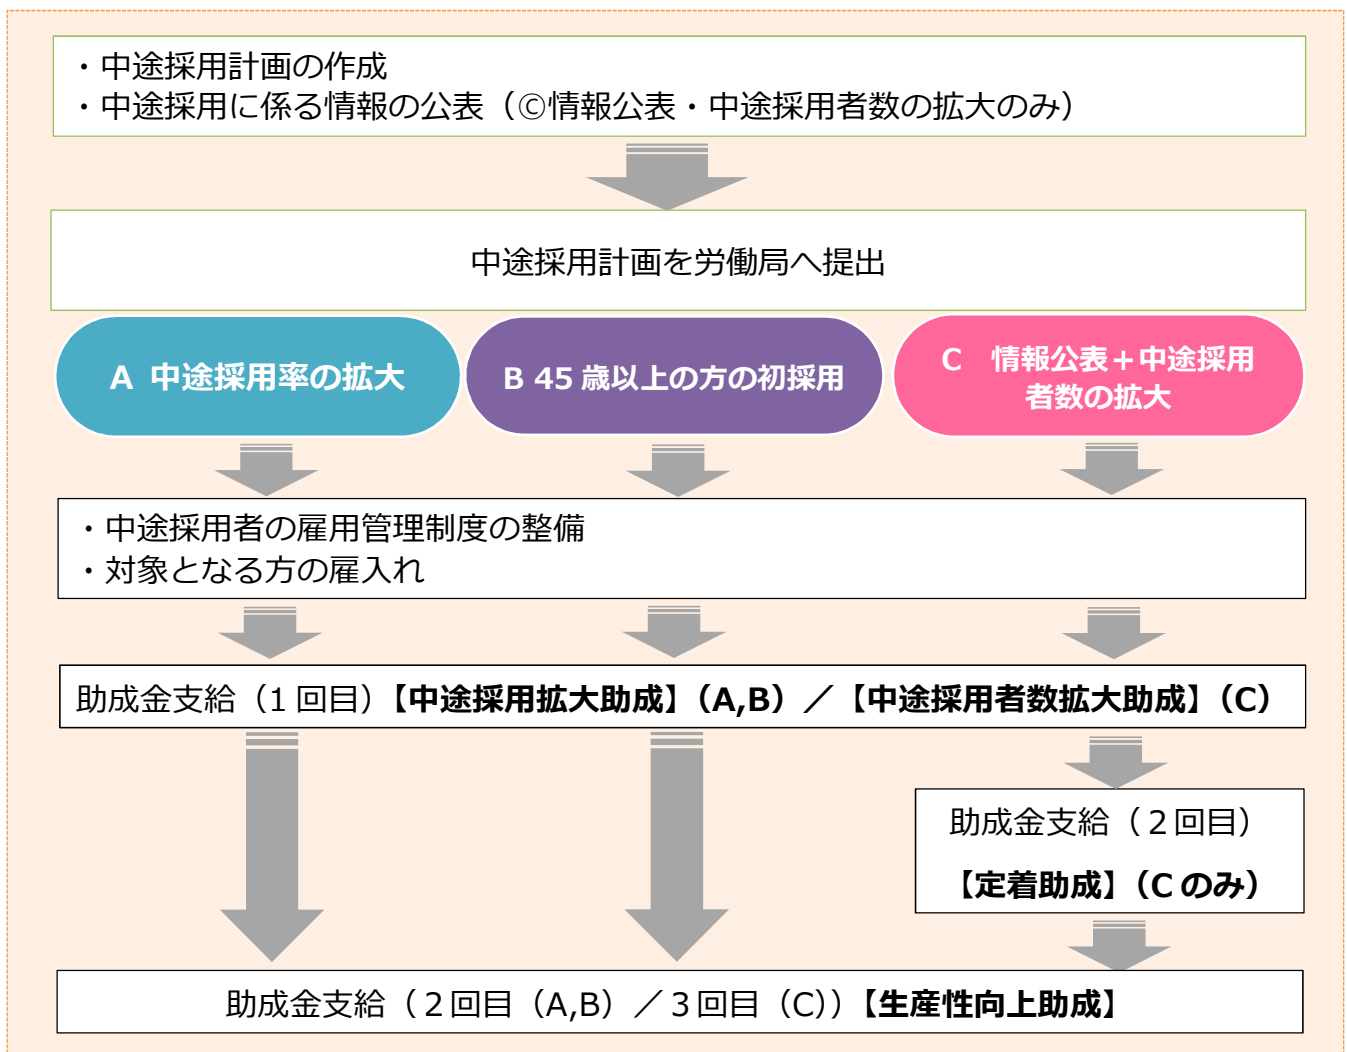 ・中途採用計画の作成
・中途採用に係る情報の公表（Ⓒ情報公表・中途採用者数の拡大のみ）
中途採用計画を労働局へ提出
A 中途採用率の拡大
B 45 歳以上の方の初採用
C　情報公表＋中途採用
者数の拡大
・中途採用者の雇用管理制度の整備
・対象となる方の雇入れ
助成金支給（1 回目）【中途採用拡大助成】（A,B）／【中途採用者数拡大助成】（C）
助成金支給（２回目）
【定着助成】（C のみ）
助成金支給（２回目（A,B）／３回目（C））【生産性向上助成】